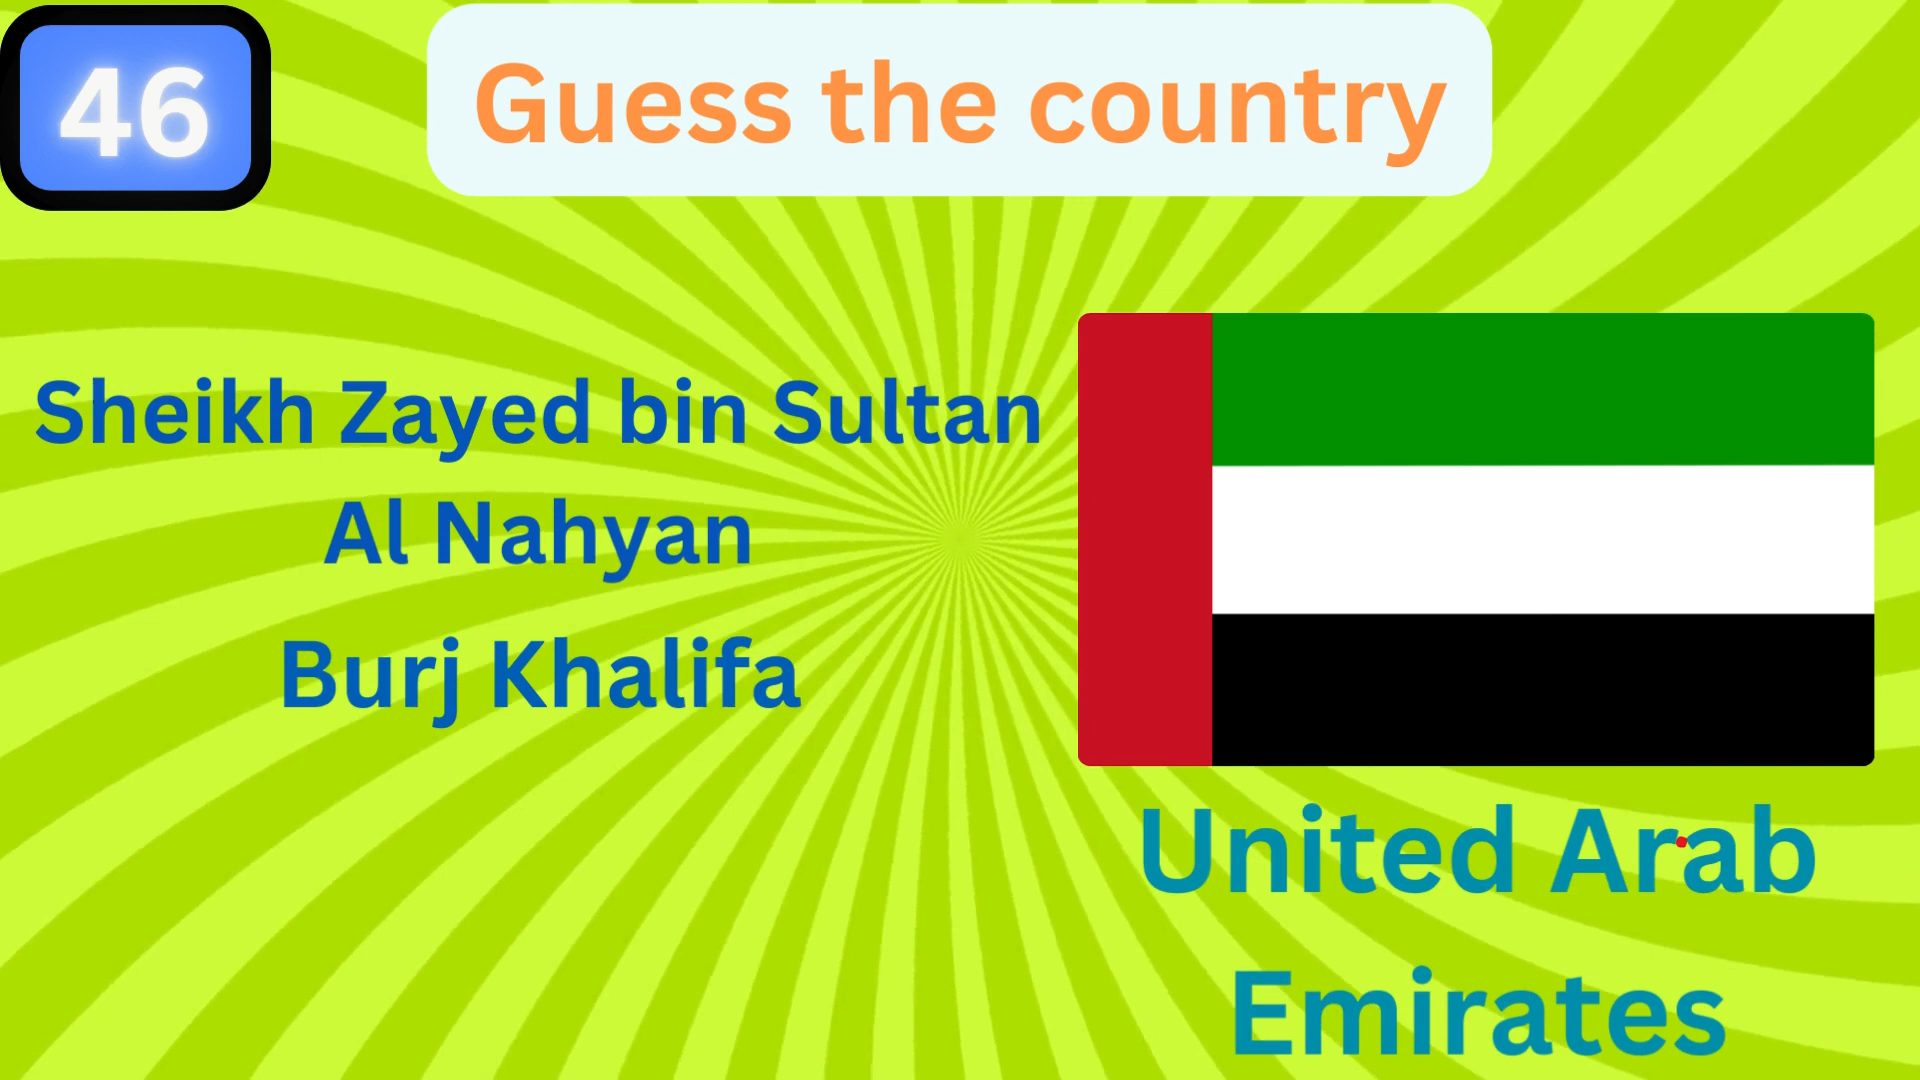 46
Guess the country
Sheikh Zayed bin Sultan
Al Nahyan
Burj Khalifa
United Arab
Emirates